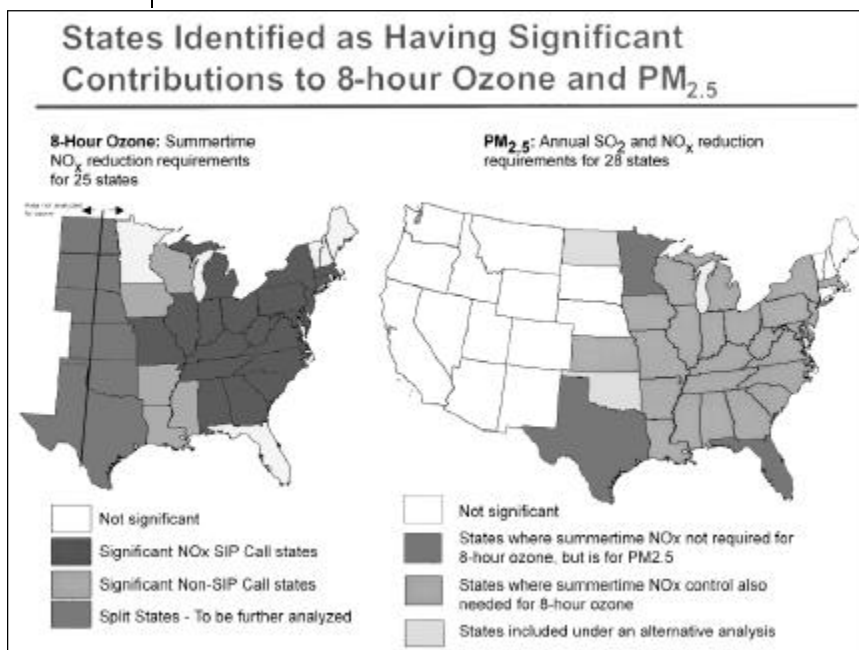 States Identified as Having Significant
Contributions to 8-hour Ozone and PM2.5
8-Hour Ozone: Summertime
NOx reduction requirements
for 25 states
PM2.5: Annual SO2 and NOx reduction
requirements for 28 states
not analyzed
Not significant
Significant NOx SIP Call states
Significant Non-SIP Call states
Split States - To be further analyzed
Not significant
States where summertime NOx not required for
8-hour ozone, but is for PM2.5
States where summertime NOx control also
needed for 8-hour ozone
States included under an alternative analysis